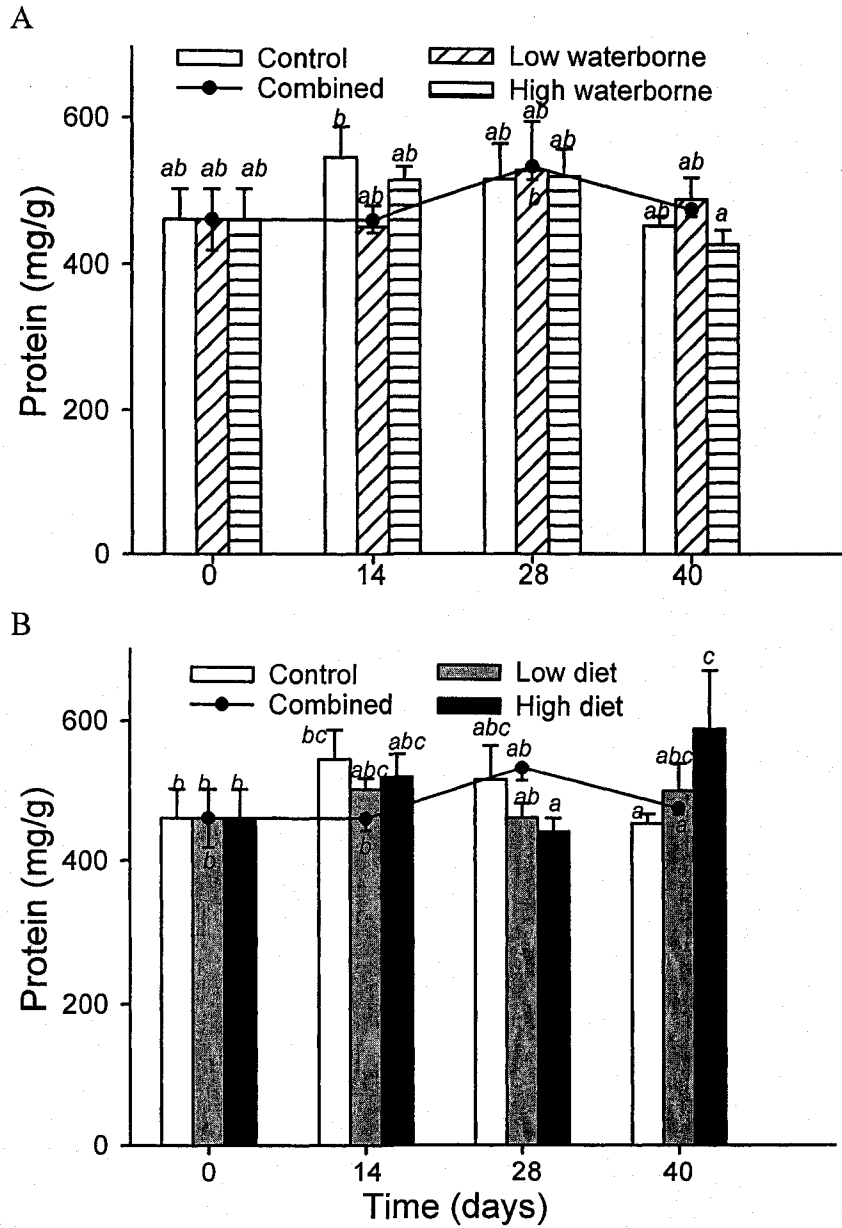 A
Control Low waterborne
Combined High waterborne
Protein (mg/g)
600
400
200
0
ab ab ab
b ab ab
ab ab ab b
ab ab a
0 14 28 40
B
Control Low diet
Combined High diet
Protein (mg/g)
600
400
200
0
b b b b
bc abc abc b
abc ab ab a
a abc c a
0 14 28 40
Time (days)